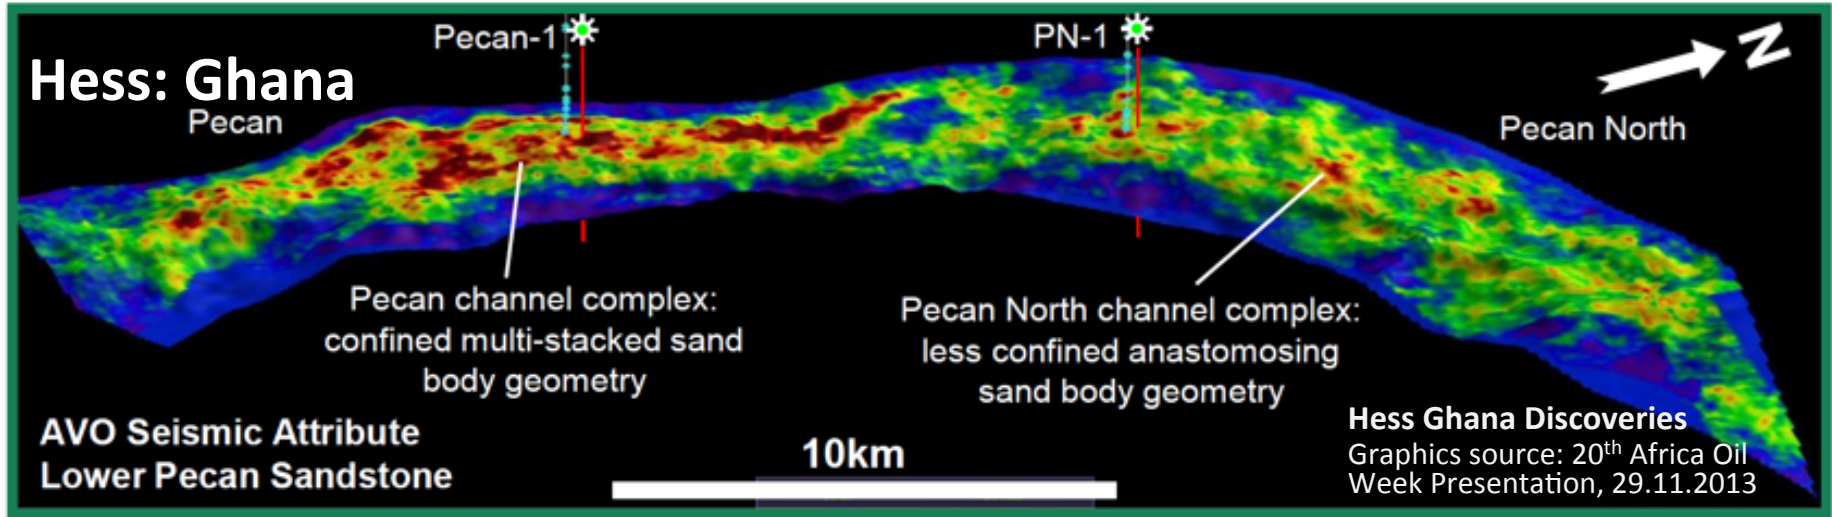 Hess: Ghana
Pecan
Pecan-1
PN-1
N
Pecan North
Pecan channel complex:
confined multi-stacked sand
body geometry
Pecan North channel complex:
less confined anastomosing
sand body geometry
AVO Seismic Attribute
Lower Pecan Sandstone
10km
Hess Ghana Discoveries
Graphics source: 20th Africa Oil
Week Presentation, 29.11.2013